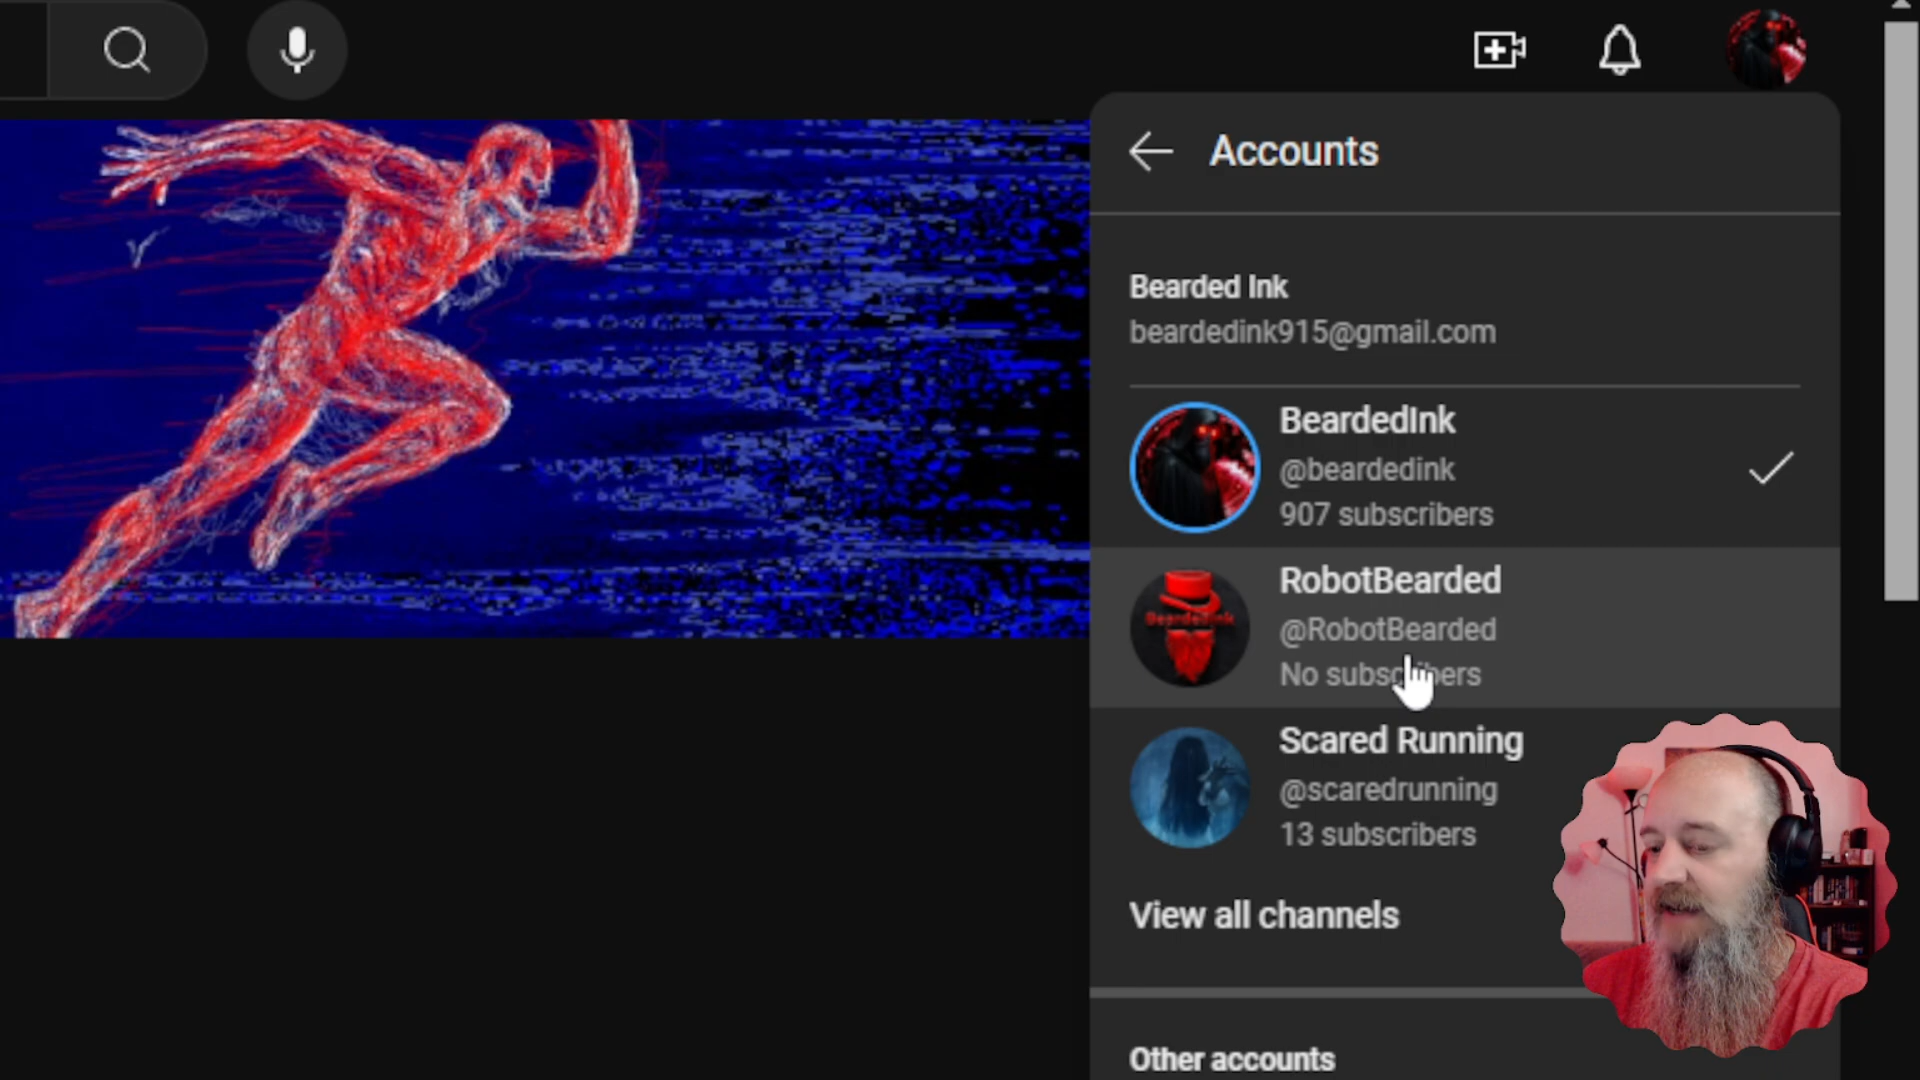 Accounts
Bearded Ink
beardedink915@gmail.com
BeardedInk
@beardedink
907 subscribers
BeardedInk
RobotBearded
@RobotBearded
No subscribers
Scared Running
@scaredrunning
13 subscribers
View all channels
Other accounts